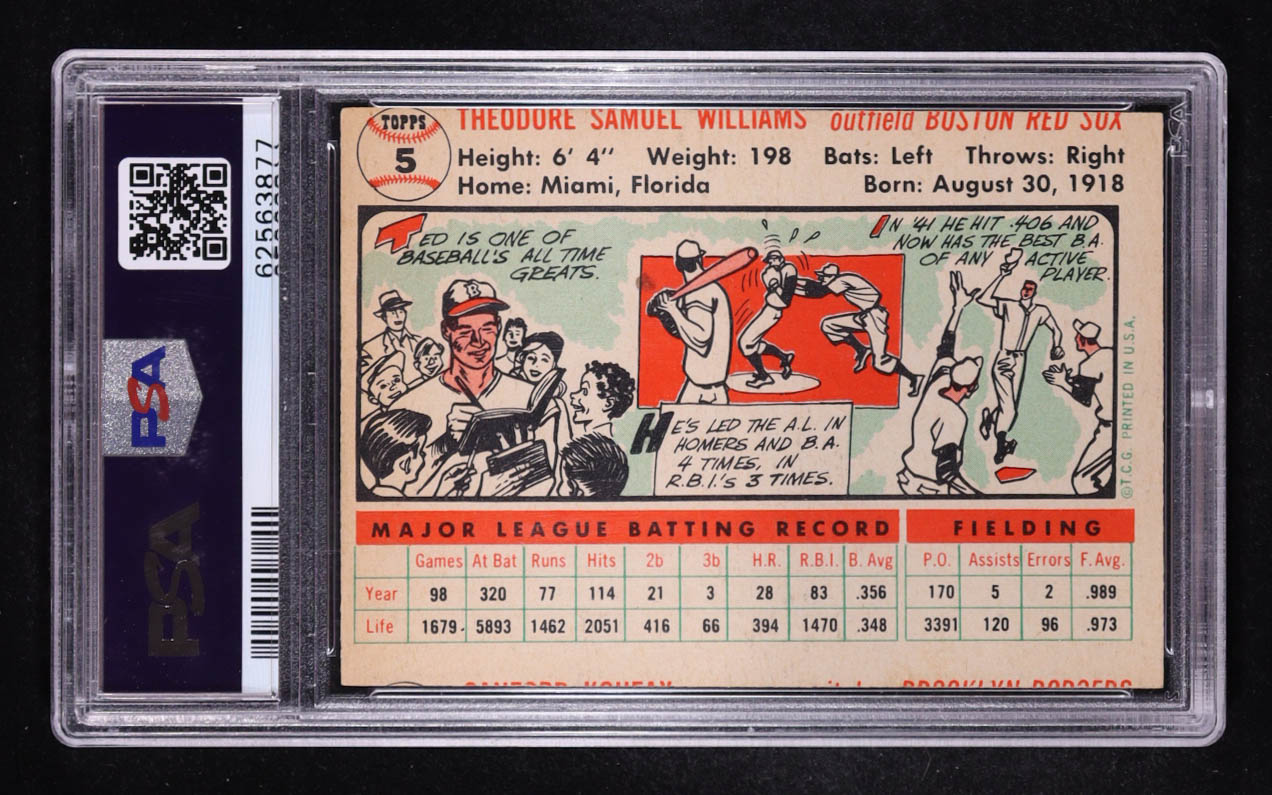 TOPPS
5
THEODORE SAMUEL WILLIAMS outfield BOSTON RED SOX
Height: 6' 4" Weight: 198 Bats: Left Throws: Right
Home: Miami, Florida Born: August 30, 1918
TED IS ONE OF
BASEBALL'S ALL TIME
GREATS.
B
HE'S LED THE A.L. IN
HOMERS AND B.A.
4 TIMES, IN
R.B.I.'S 3 TIMES.
IN '41 HE HIT .406 AND
NOW HAS THE BEST B.A.
OF ANY ACTIVE
PLAYER.
©T.C.G. PRINTED IN U.S.A.
MAJOR LEAGUE BATTING RECORD FIELDING
Games At Bat Runs Hits 2b 3b H.R. R.B.I. B. Avg P.O. Assists Errors F. Avg.
Year 98 320 77 114 21 3 28 83 .356 170 5 2 .989
Life 1679 5893 1462 2051 416 66 394 1470 .348 3391 120 96 .973
SANFORD KOUFAX BROOKLYN DODGERS
62563877
PSA
PSA
PSA